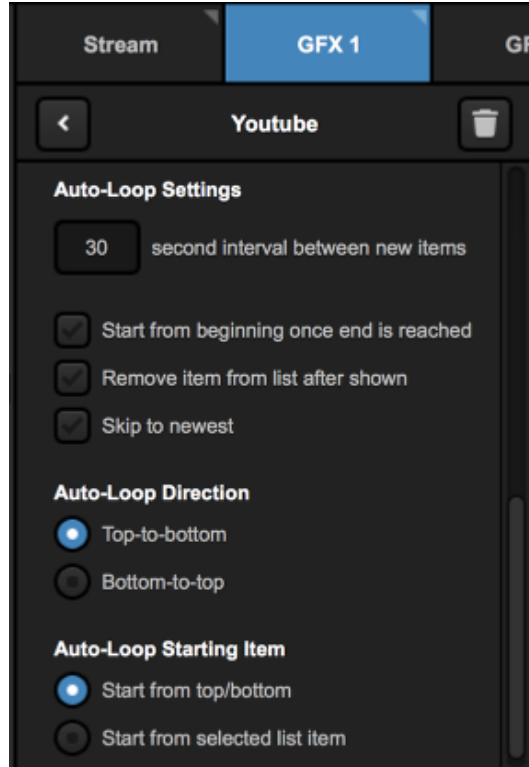 Stream
GFX 1
GF
Youtube
Auto-Loop Settings
30 second interval between new items
Start from beginning once end is reached
Remove item from list after shown
Skip to newest
Auto-Loop Direction
Top-to-bottom
Bottom-to-top
Auto-Loop Starting Item
Start from top/bottom
Start from selected list item